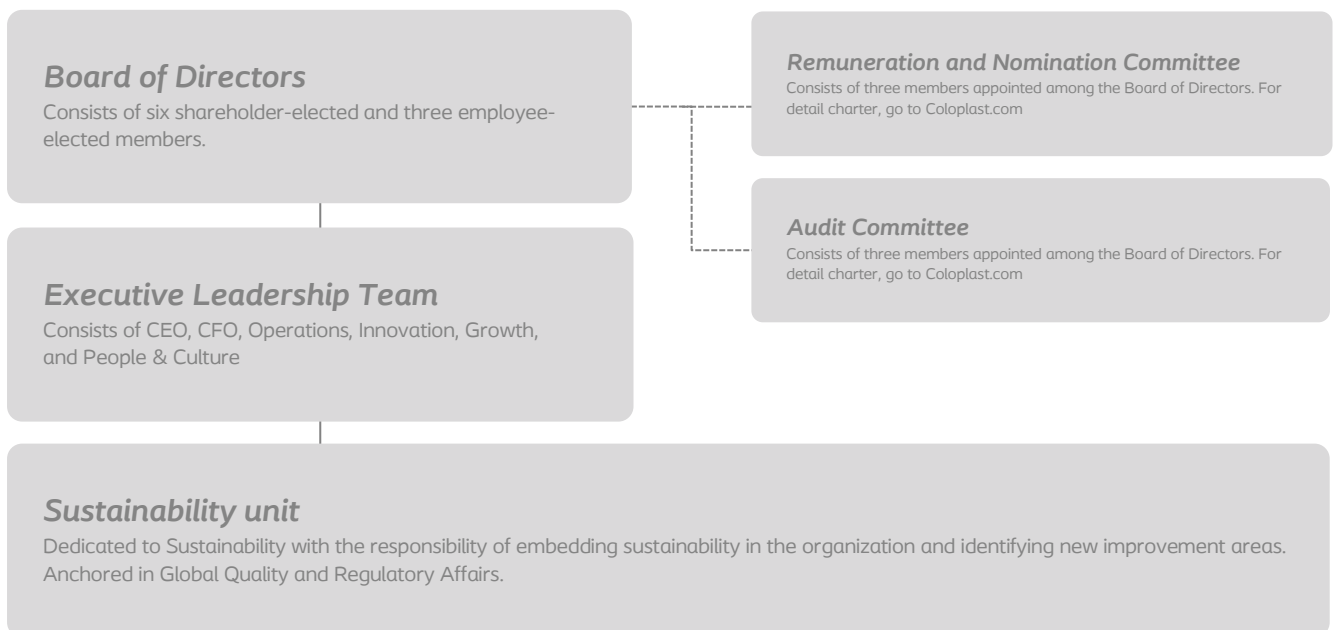 Board of Directors
Consists of six shareholder-elected and three employee-
elected members.
Remuneration and Nomination Committee
Consists of three members appointed among the Board of Directors. For
detail charter, go to Coloplast.com
Audit Committee
Consists of three members appointed among the Board of Directors. For
detail charter, go to Coloplast.com
Executive Leadership Team
Consists of CEO, CFO, Operations, Innovation, Growth,
and People & Culture
Sustainability unit
Dedicated to Sustainability with the responsibility of embedding sustainability in the organization and identifying new improvement areas.
Anchored in Global Quality and Regulatory Affairs.